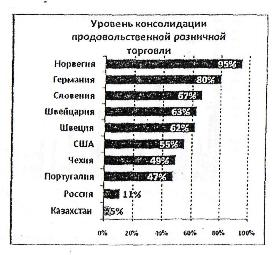 Уровень консолидации
продовольственной розничной
торговли
Норвегия 95%
Германия 80%
Словения 67%
Швейцария 63%
Швеция 62%
США 55%
Чехия 49%
Португалия 47%
Россия 11%
Казахстан 5%
0% 20% 40% 60% 80% 100%